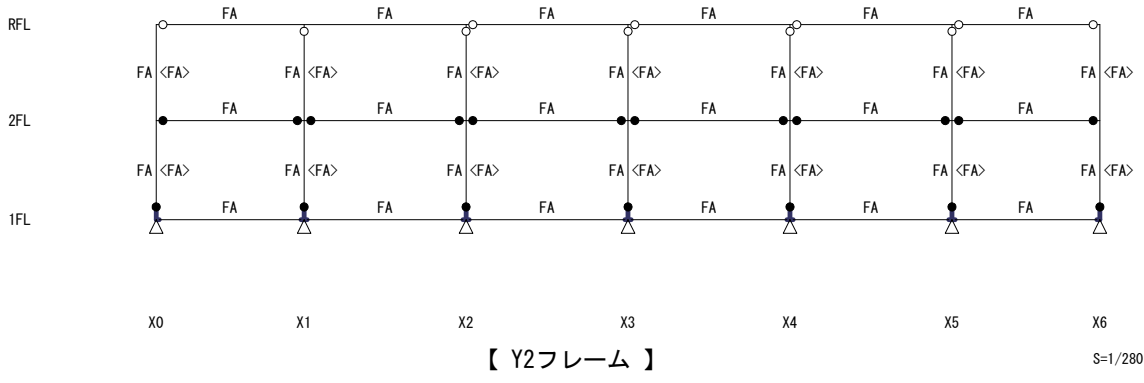 RFL FA FA FA FA FA FA
FA <FA> FA <FA> FA <FA> FA <FA> FA <FA> FA <FA> FA <FA>
2FL FA FA FA FA FA FA
FA <FA> FA <FA> FA <FA> FA <FA> FA <FA> FA <FA> FA <FA>
1FL FA FA FA FA FA FA
X0 X1 X2 X3 X4 X5 X6
【 Y2フレーム 】 S=1/280